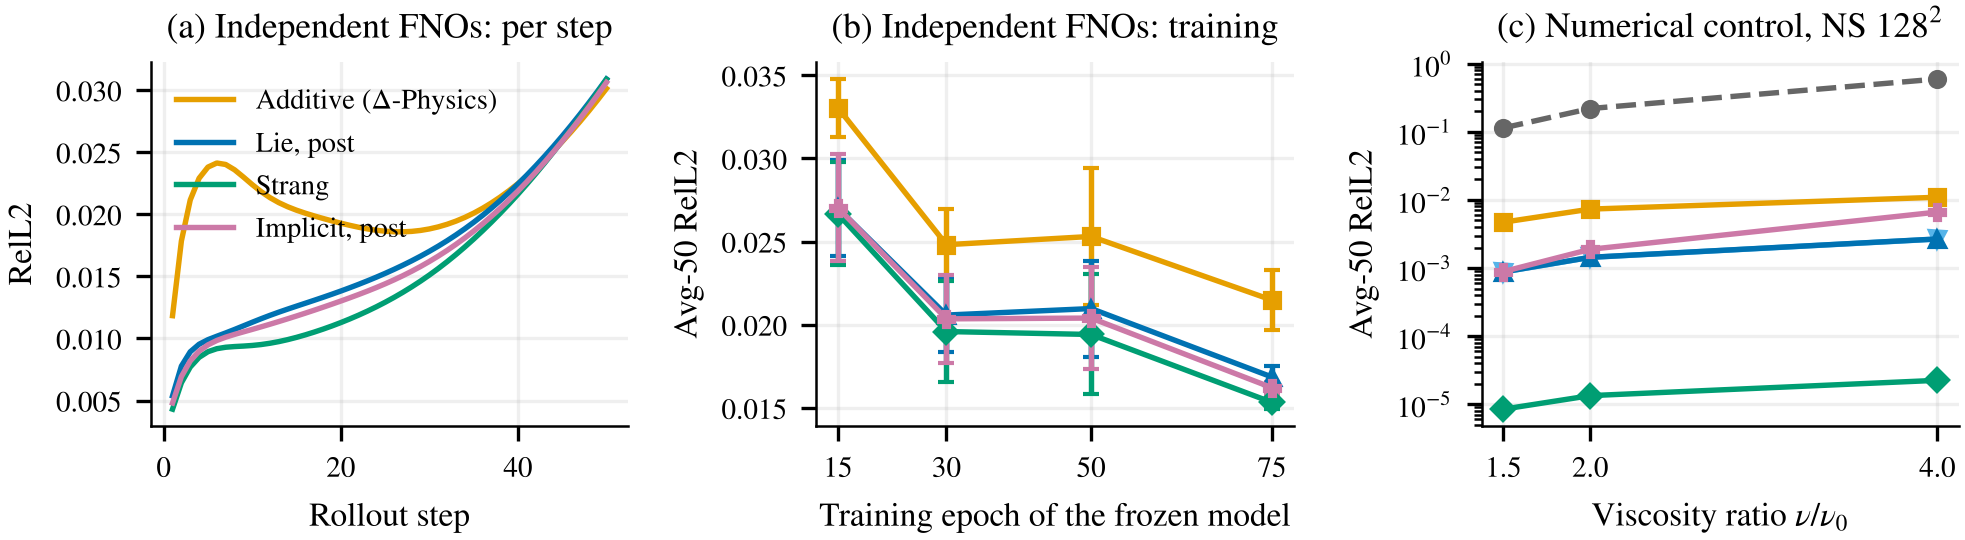 (a) Independent FNOs: per step
RelL2
0.030
0.025
0.020
0.015
0.010
0.005
Additive (Δ-Physics)
Lie, post
Strang
Implicit, post
0
20
40
Rollout step
(b) Independent FNOs: training
Avg-50 RelL2
0.035
0.030
0.025
0.020
0.015
15
30
50
75
Training epoch of the frozen model
(c) Numerical control, NS 128²
Avg-50 RelL2
10⁰
10⁻¹
10⁻²
10⁻³
10⁻⁴
10⁻⁵
1.5
2.0
4.0
Viscosity ratio ν/ν₀